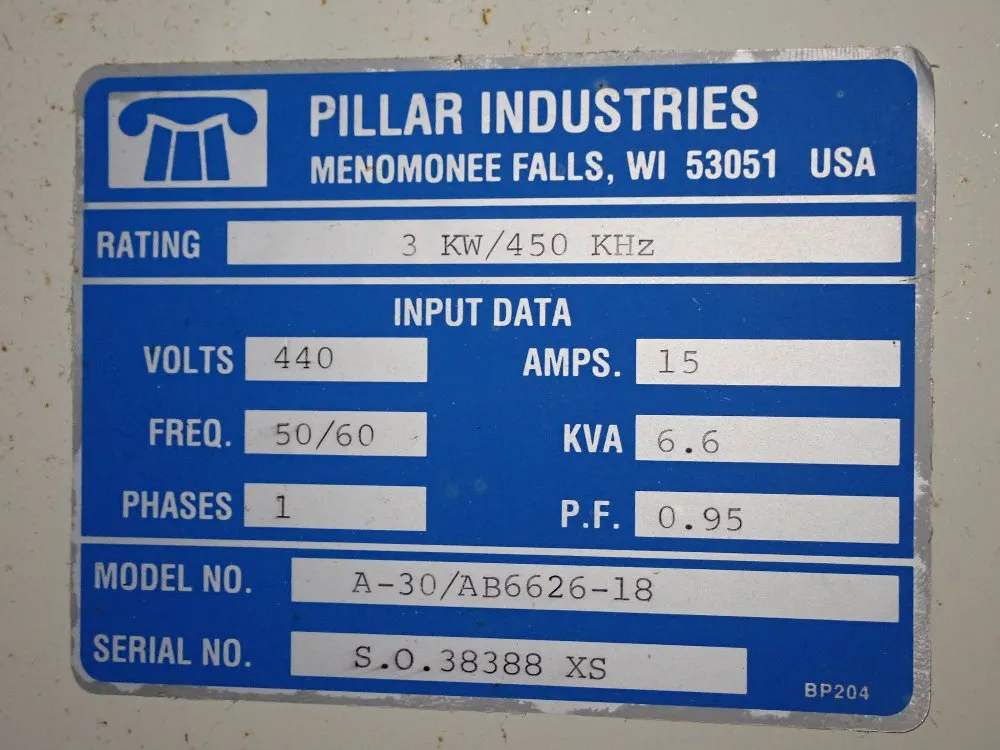 PILLAR INDUSTRIES
MENOMONEE FALLS, WI 53051 USA
RATING 3 KW/450 KHz
INPUT DATA
VOLTS 440 AMPS. 15
FREQ. 50/60 KVA 6.6
PHASES 1 P.F. 0.95
MODEL NO. A-30/AB6626-18
SERIAL NO. S.O.38388 XS
BP204